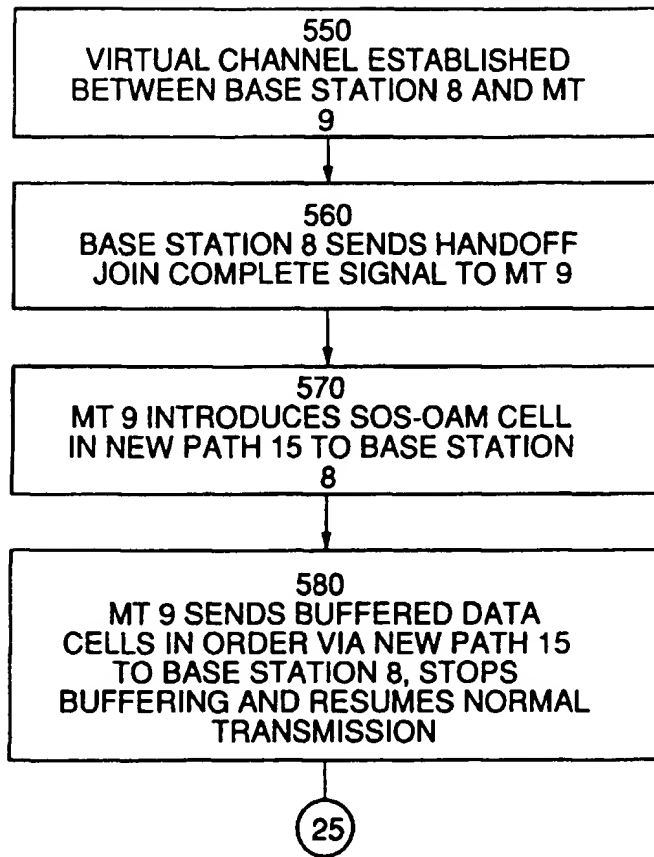 550
VIRTUAL CHANNEL ESTABLISHED
BETWEEN BASE STATION 8 AND MT
9
560
BASE STATION 8 SENDS HANDOFF
JOIN COMPLETE SIGNAL TO MT 9
570
MT 9 INTRODUCES SOS-OAM CELL
IN NEW PATH 15 TO BASE STATION
8
580
MT 9 SENDS BUFFERED DATA
CELLS IN ORDER VIA NEW PATH 15
TO BASE STATION 8, STOPS
BUFFERING AND RESUMES NORMAL
TRANSMISSION
25